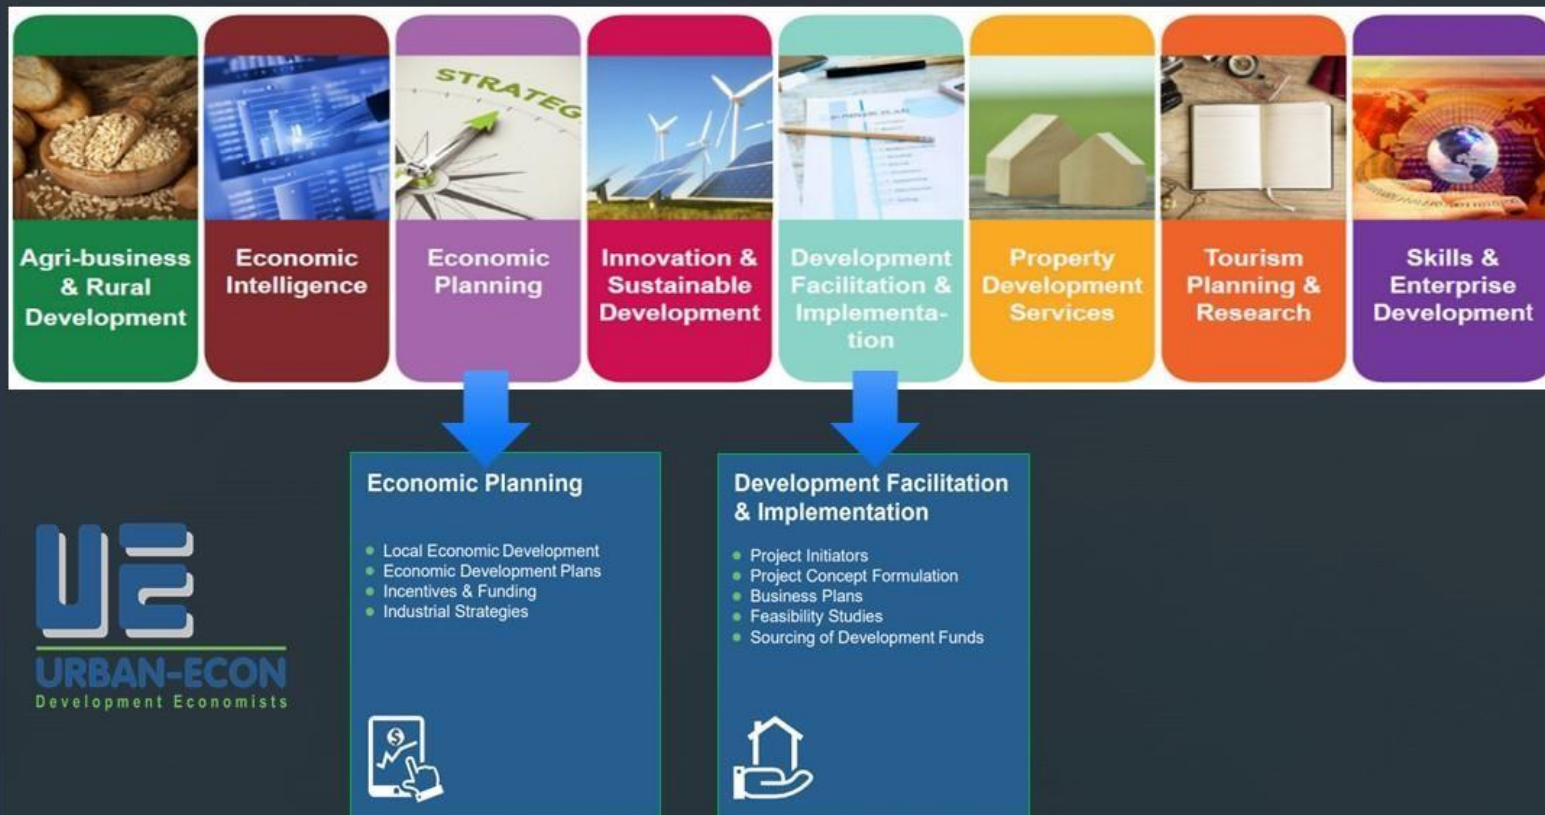 STRATEG
Agri-business
& Rural
Development
Economic
Intelligence
Economic
Planning
Innovation &
Sustainable
Development
Development
Facilitation &
Implementa-
tion
Property
Development
Services
Tourism
Planning &
Research
Skills &
Enterprise
Development
Economic Planning
Local Economic Development
Economic Development Plans
Incentives & Funding
Industrial Strategies
Development Facilitation
& Implementation
Project Initiators
Project Concept Formulation
Business Plans
Feasibility Studies
Sourcing of Development Funds
UE
URBAN-ECON
Development Economists
$